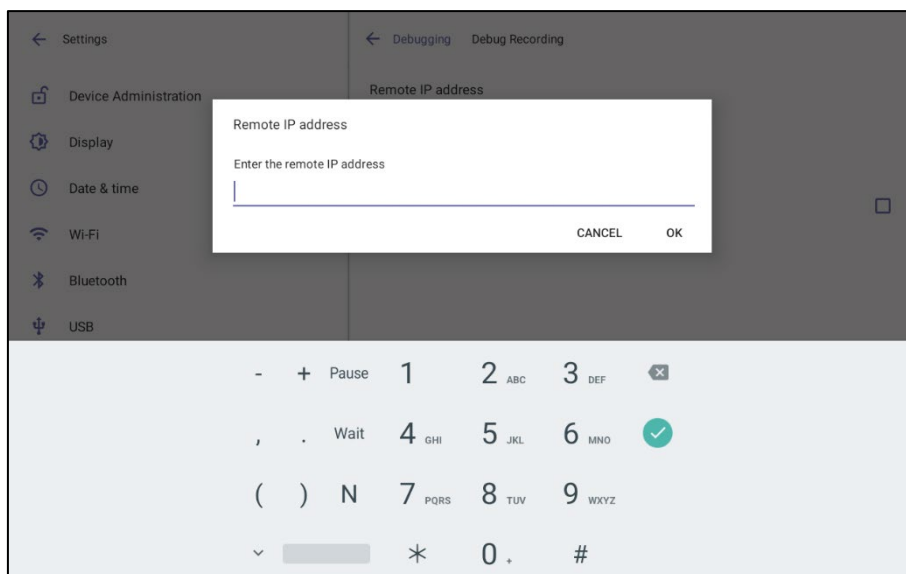 Settings
Debugging Debug Recording
Device Administration
Remote IP address
Display
Date & time
Wi-Fi
Bluetooth
USB
Remote IP address
Enter the remote IP address
CANCEL OK
- + Pause 1 2 ABC 3 DEF
, . Wait 4 GHI 5 JKL 6 MNO
( ) N 7 PQRS 8 TUV 9 WXYZ
* 0 + #